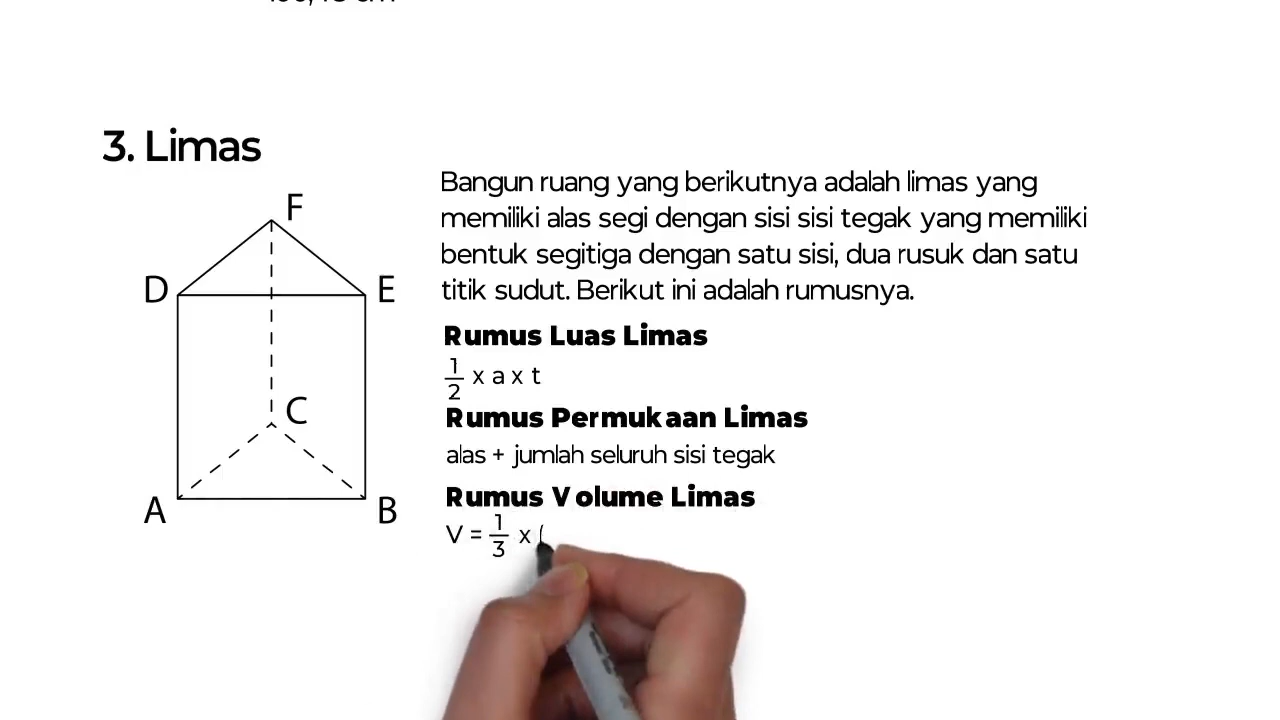 3. Limas
F
D
E
C
A
B
Bangun ruang yang berikutnya adalah limas yang
memiliki alas segi dengan sisi sisi tegak yang memiliki
bentuk segitiga dengan satu sisi, dua rusuk dan satu
titik sudut. Berikut ini adalah rumusnya.
Rumus Luas Limas
1/2 x a x t
Rumus Permukaan Limas
alas + jumlah seluruh sisi tegak
Rumus Volume Limas
V = 1/3 x (